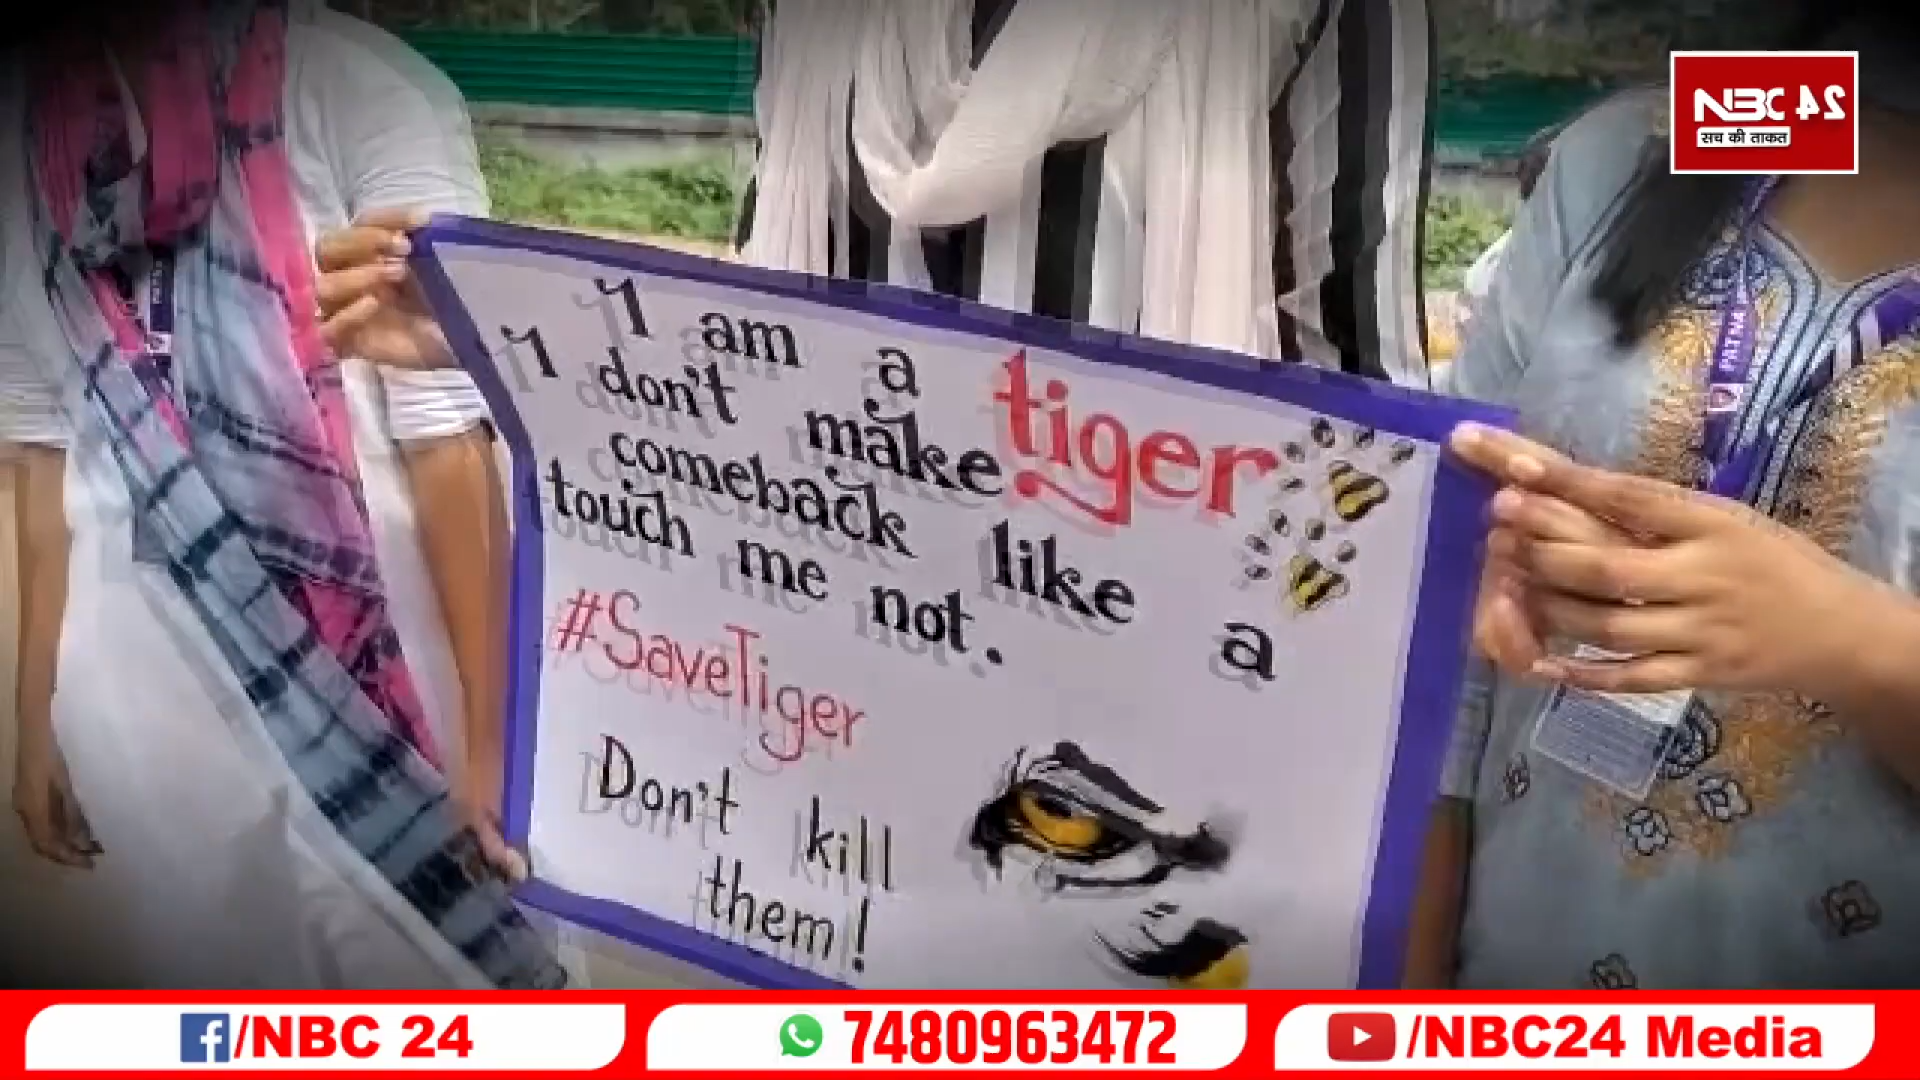 NBC 24
सच की ताकत
I am a tiger
I don't make
comeback like a
touch me not.
#SaveTiger
Don't kill
them!
PATNA
/NBC 24
7480963472
/NBC24 Media